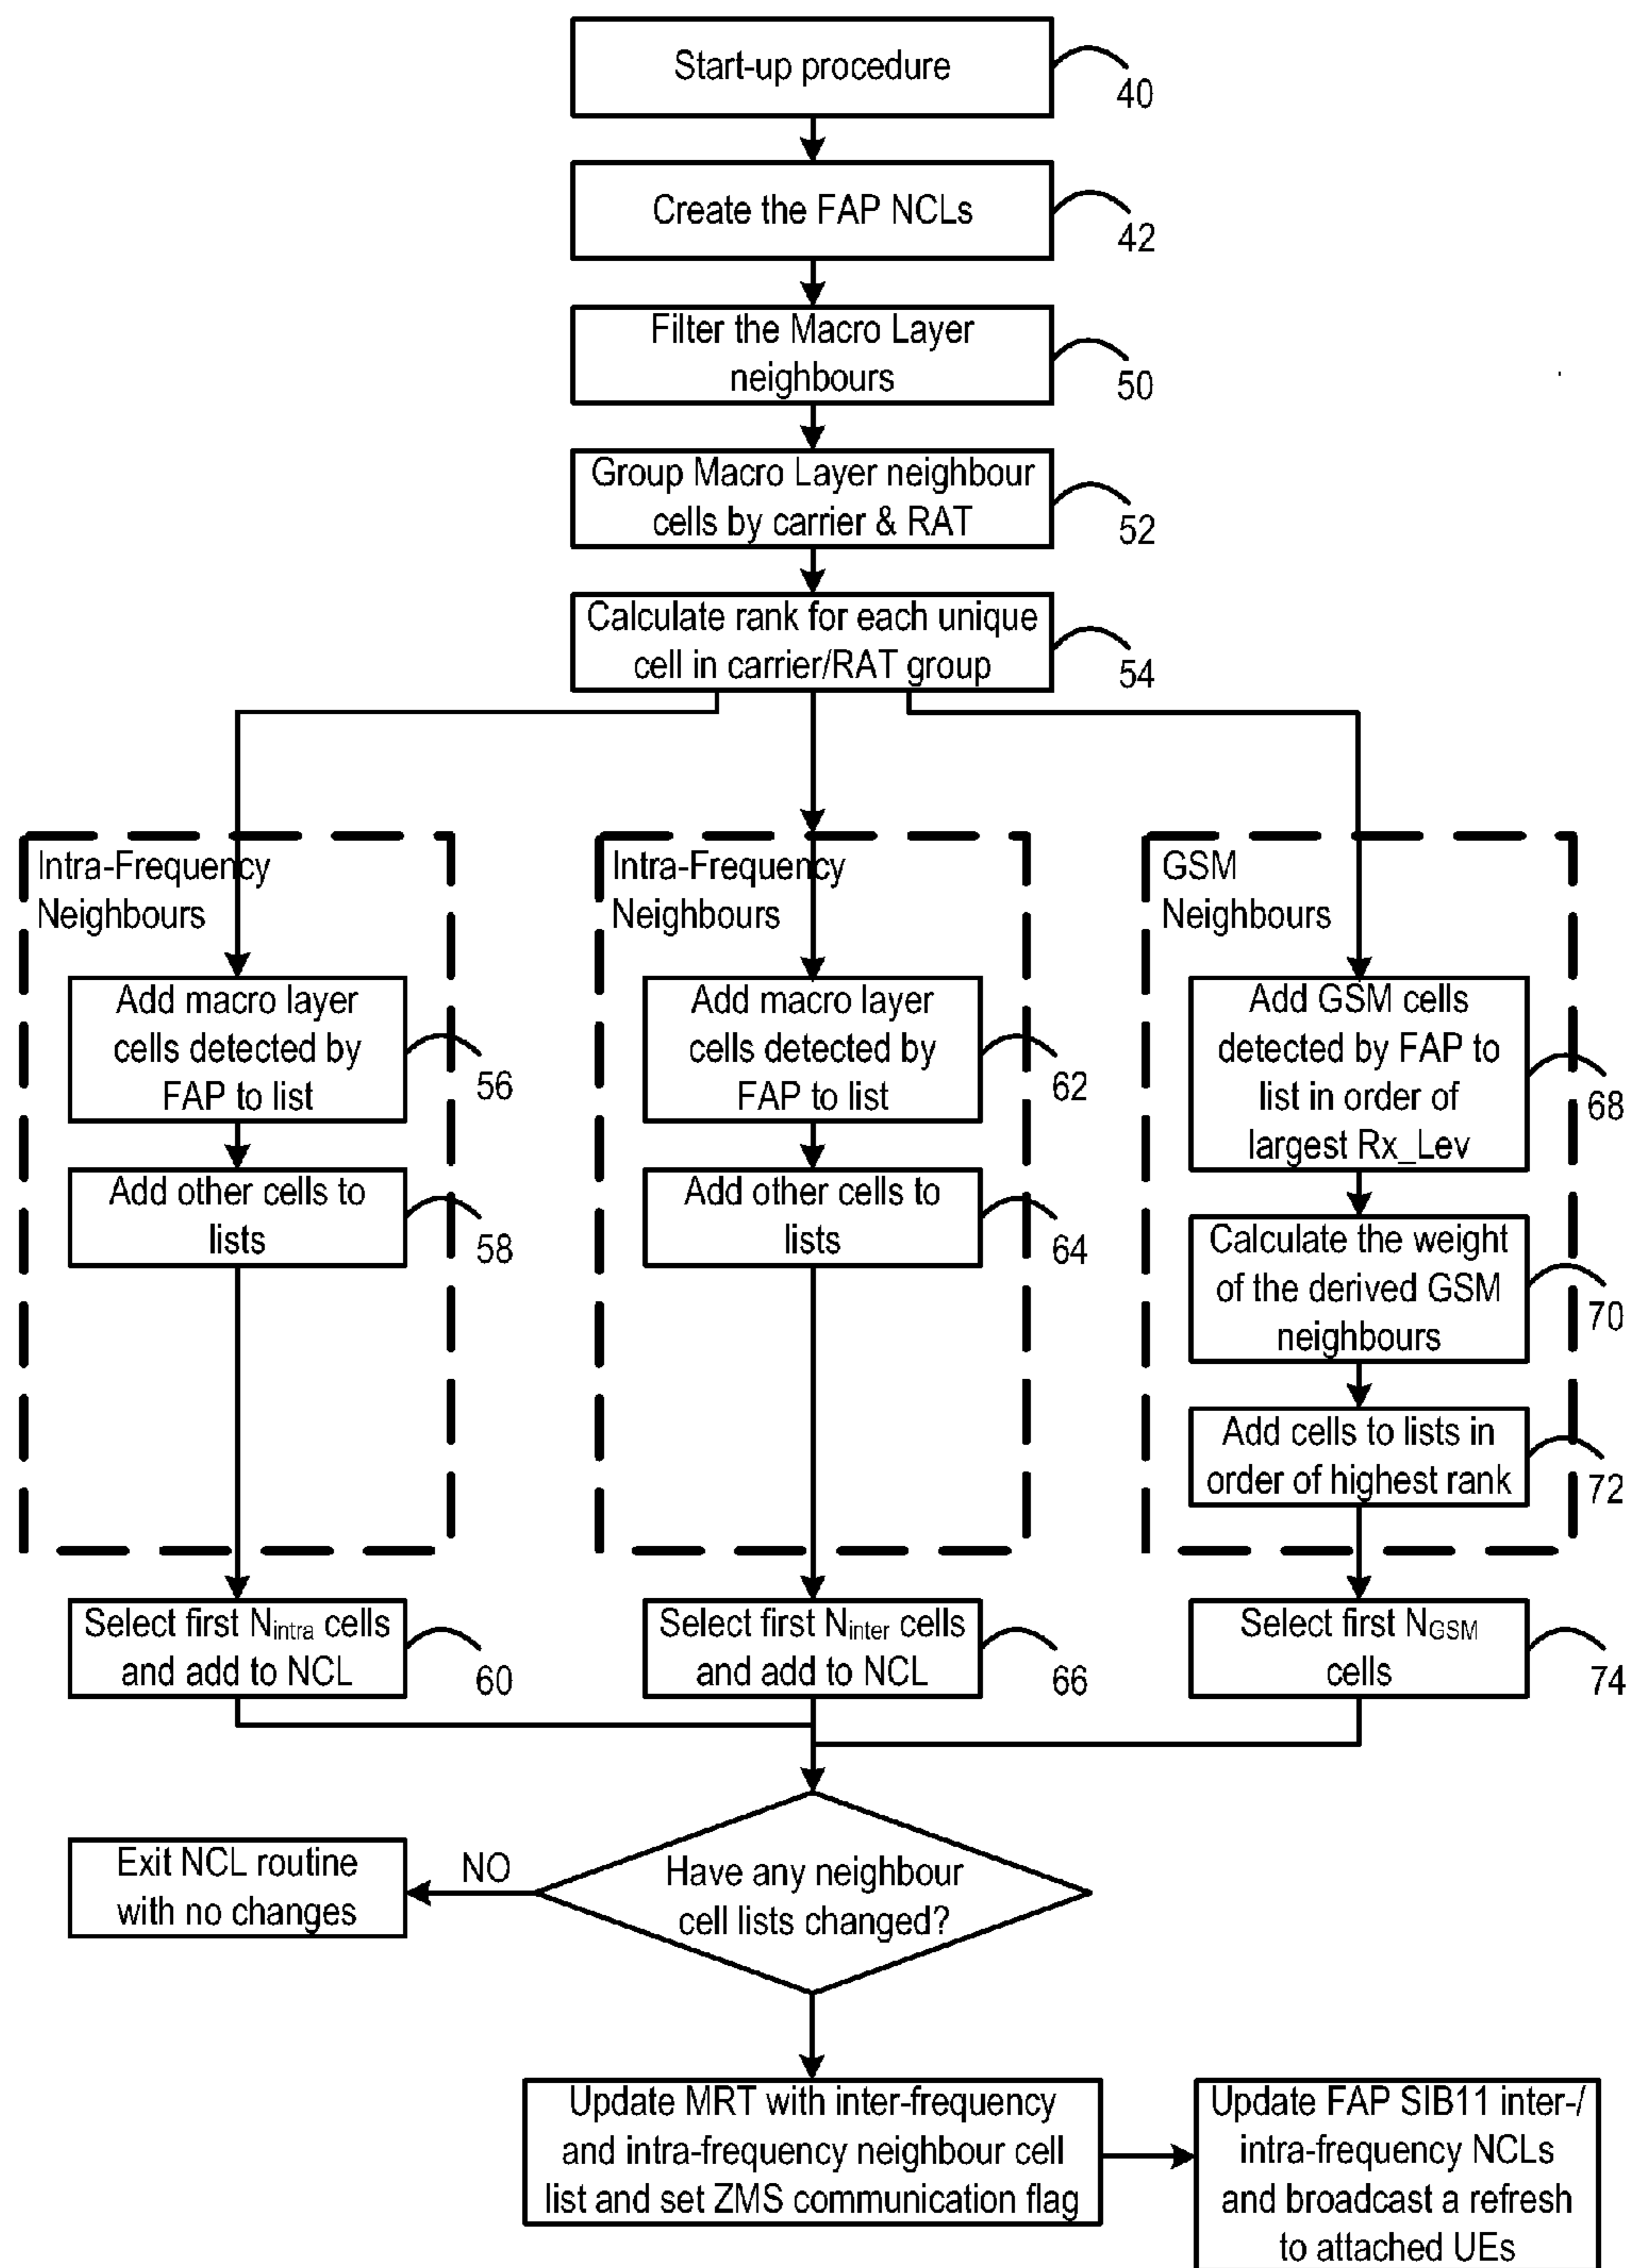 Start-up procedure
40
Create the FAP NCLs
42
Filter the Macro Layer
neighbours
50
Group Macro Layer neighbour
cells by carrier & RAT
52
Calculate rank for each unique
cell in carrier/RAT group
54
Intra-Frequency
Neighbours
Add macro layer
cells detected by
FAP to list
56
Add other cells to
lists
58
Select first Nintra cells
and add to NCL
60
Intra-Frequency
Neighbours
Add macro layer
cells detected by
FAP to list
62
Add other cells to
lists
64
Select first Ninter cells
and add to NCL
66
GSM
Neighbours
Add GSM cells
detected by FAP to
list in order of
largest Rx_Lev
68
Calculate the weight
of the derived GSM
neighbours
70
Add cells to lists in
order of highest rank
72
Select first NGSM
cells
74
Have any neighbour
cell lists changed?
NO
Exit NCL routine
with no changes
Update MRT with inter-frequency
and intra-frequency neighbour cell
list and set ZMS communication flag
Update FAP SIB11 inter-/
intra-frequency NCLs
and broadcast a refresh
to attached UEs